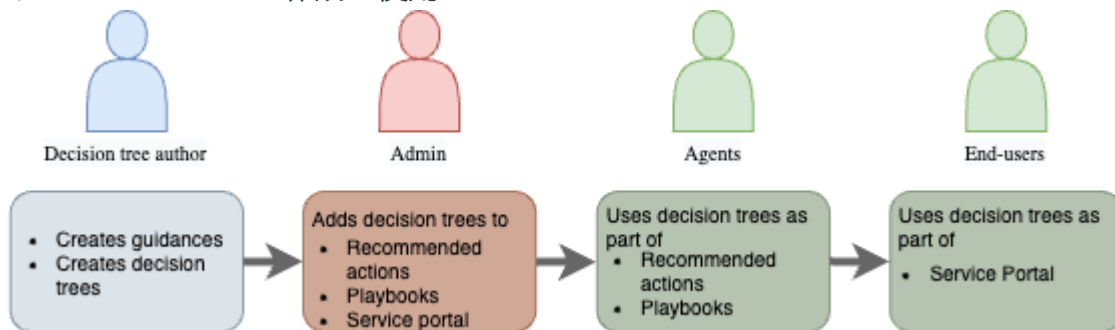 Decision tree author
Admin
Agents
End-users
Creates guidances
Creates decision
trees
Adds decision trees to
Recommended
actions
Playbooks
Service portal
Uses decision trees as
part of
Recommended
actions
Playbooks
Uses decision trees as
part of
Service Portal